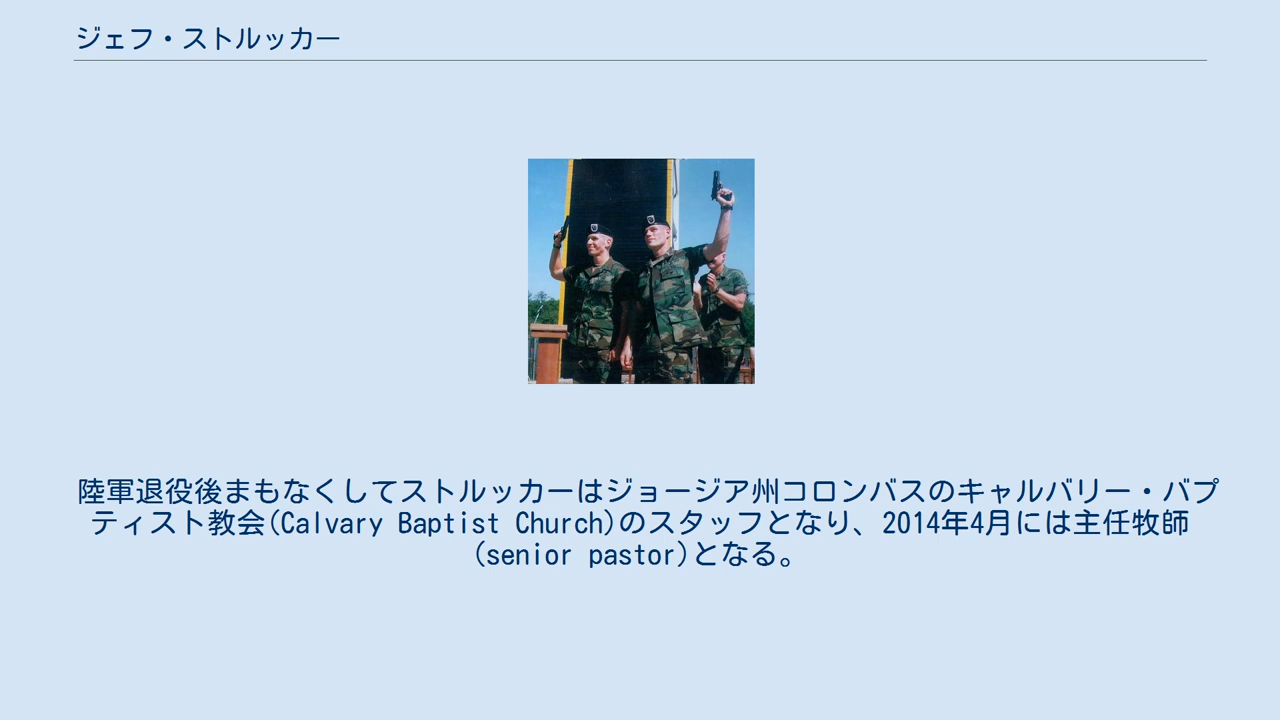 ジェフ・ストルッカー
陸軍退役後まもなくしてストルッカーはジョージア州コロンバスのキャルバリー・バプ
ティスト教会(Calvary Baptist Church)のスタッフとなり、2014年4月には主任牧師
(senior pastor)となる。